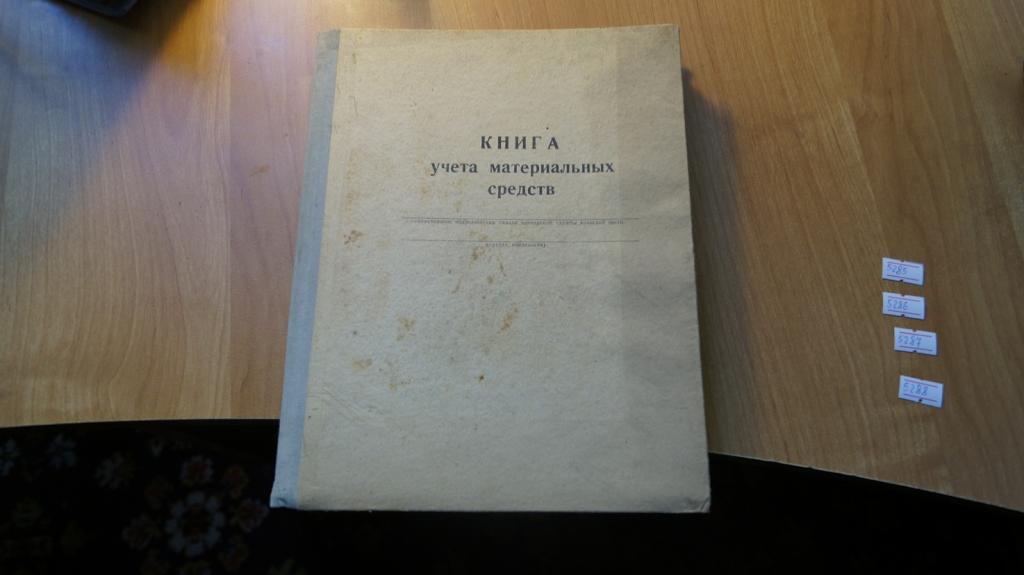 КНИГА
учета материальных
средств
5285
5286
5287
5288